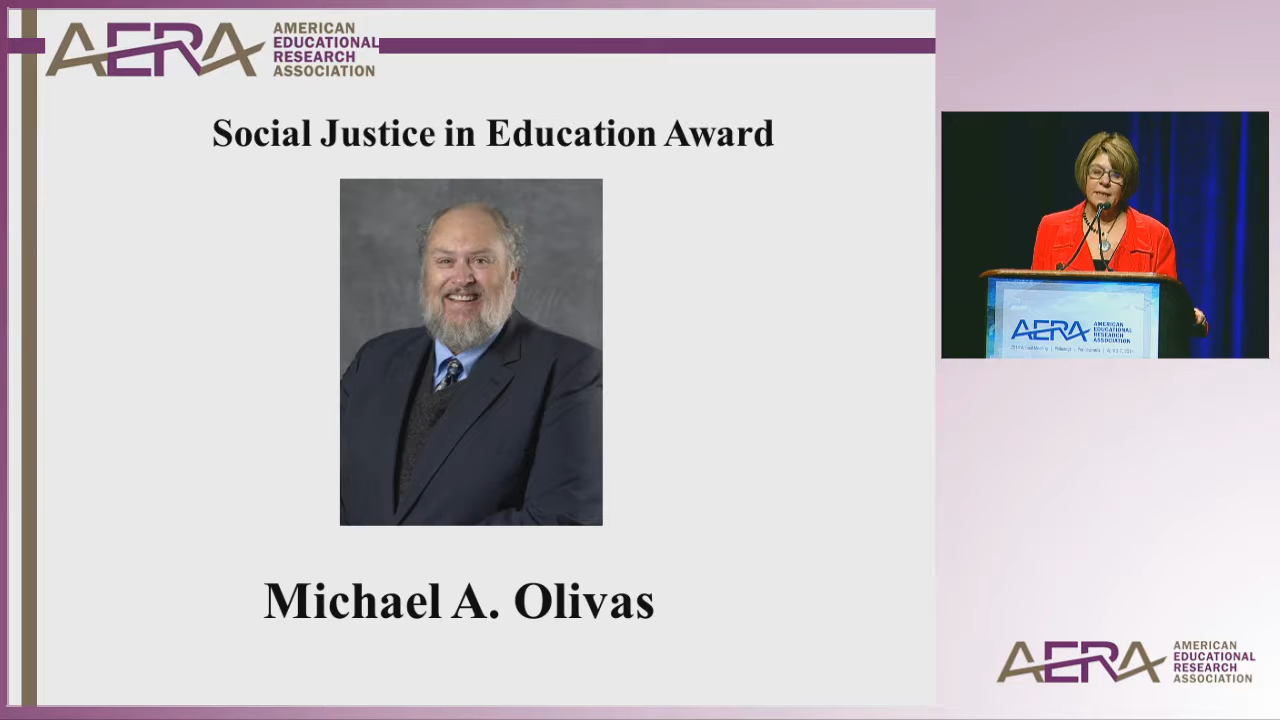 AERA
AMERICAN
EDUCATIONAL
RESEARCH
ASSOCIATION
Social Justice in Education Award
Michael A. Olivas
AERA
AMERICAN
EDUCATIONAL
RESEARCH
ASSOCIATION
AERA
AMERICAN
EDUCATIONAL
RESEARCH
ASSOCIATION